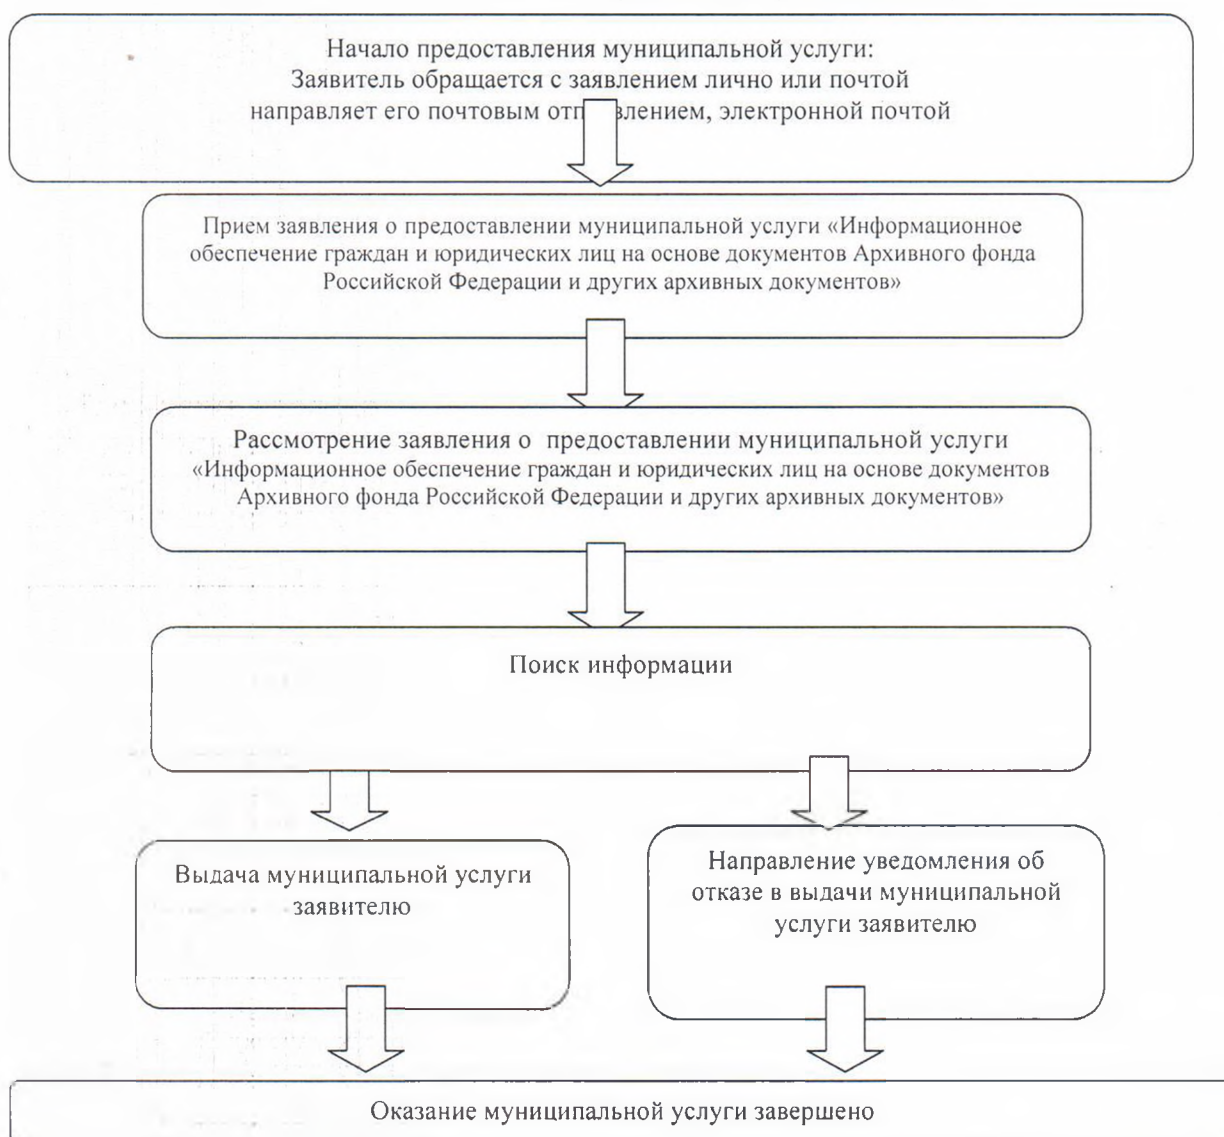 Начало предоставления муниципальной услуги:
Заявитель обращается с заявлением лично или почтой
направляет его почтовым отп влением, электронной почтой
Прием заявления о предоставлении муниципальной услуги «Информационное
обеспечение граждан и юридических лиц на основе документов Архивного фонда
Российской Федерации и других архивных документов»
Рассмотрение заявления о предоставлении муниципальной услуги
«Информационное обеспечение граждан и юридических лиц на основе документов
Архивного фонда Российской Федерации и других архивных документов»
Поиск информации
Выдача муниципальной услуги
заявителю
Направление уведомления об
отказе в выдачи муниципальной
услуги заявителю
Оказание муниципальной услуги завершено